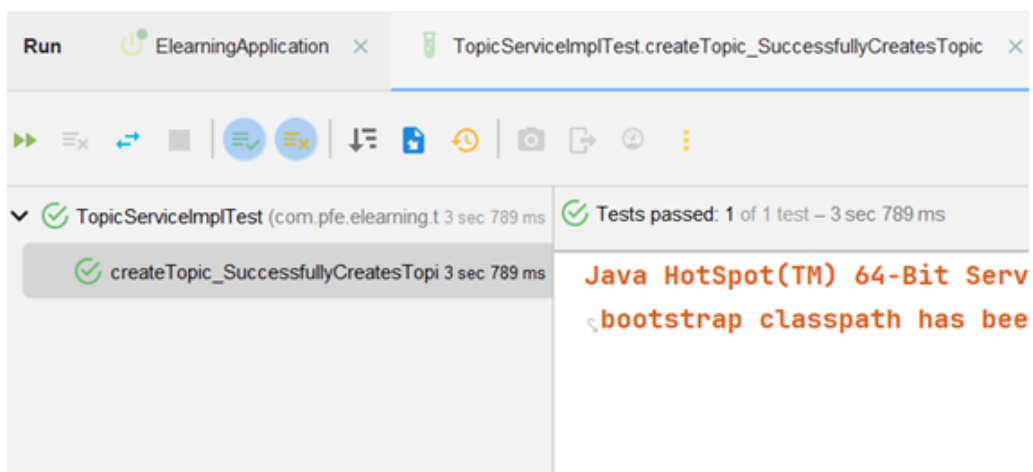 Run ElearningApplication TopicServiceImplTest.createTopic_SuccessfullyCreatesTopic
TopicServiceImplTest (com.pfe.elearning.t 3 sec 789 ms
Tests passed: 1 of 1 test – 3 sec 789 ms
createTopic_SuccessfullyCreatesTopi 3 sec 789 ms
Java HotSpot(TM) 64-Bit Serv
bootstrap classpath has bee